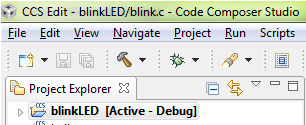 CCS Edit - blinkLED/blink.c - Code Composer Studio
File Edit View Navigate Project Run Scripts
Project Explorer
blinkLED [Active - Debug]